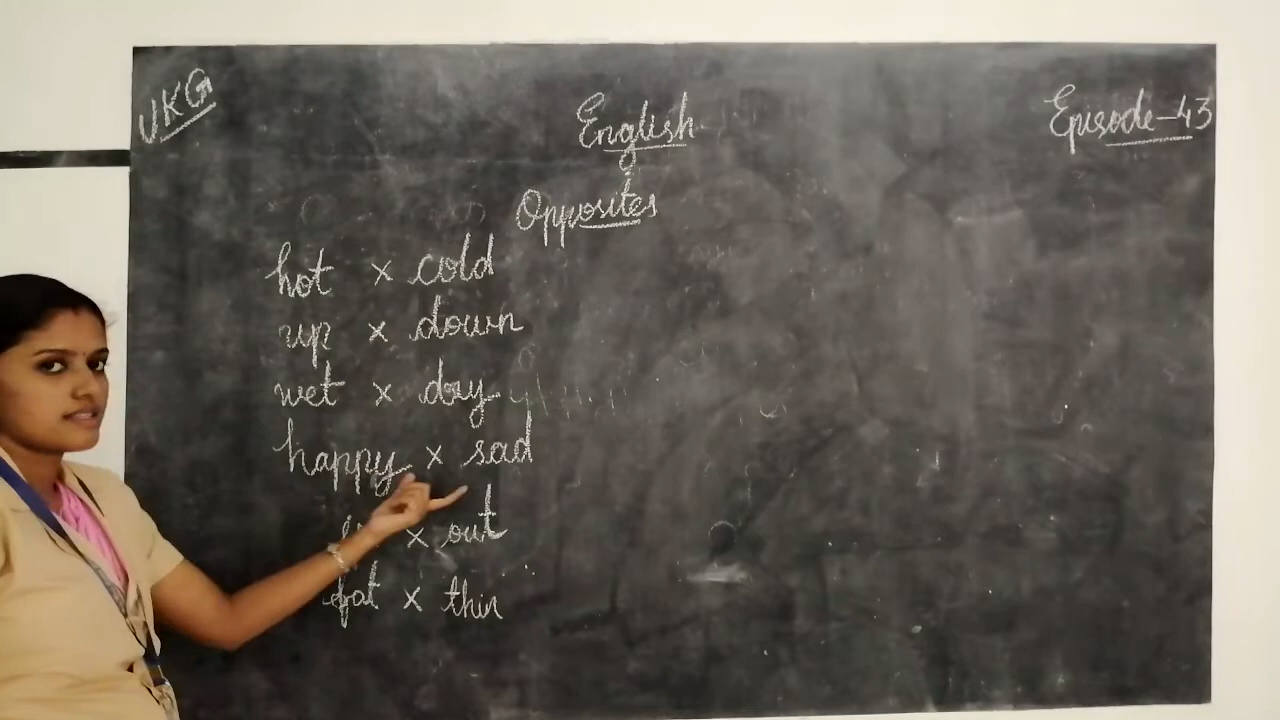 UKG
English
Episode-43
Opposites
hot × cold
up × down
wet × dry
happy × sad
× out
fat × thin